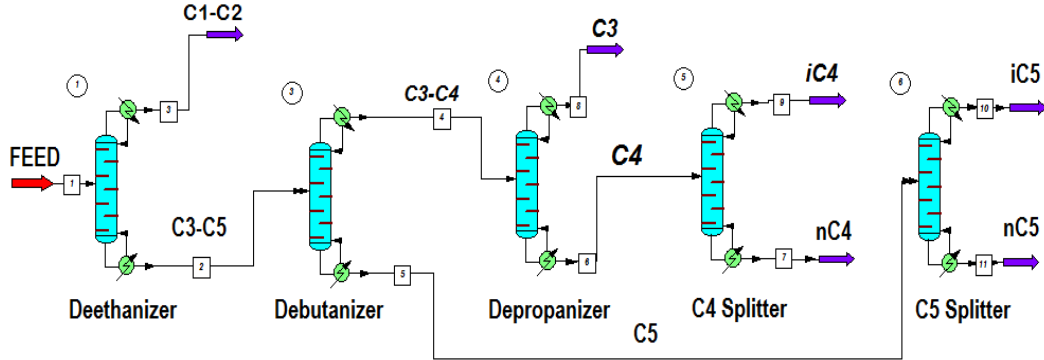 C1-C2
1
3
FEED
1
C3-C5
2
Deethanizer
3
C3-C4
4
5
Debutanizer
4
C3
8
C4
6
Depropanizer
5
iC4
9
nC4
7
C4 Splitter
C5
6
iC5
10
nC5
11
C5 Splitter